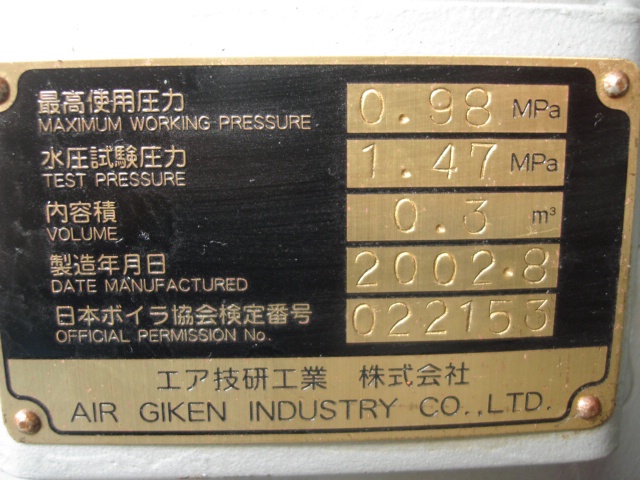 最高使用圧力 0.98 MPa
MAXIMUM WORKING PRESSURE
水圧試験圧力 1.47 MPa
TEST PRESSURE
内容積 0.3 m³
VOLUME
製造年月日 2002.8
DATE MANUFACTURED
日本ボイラ協会検定番号 022153
OFFICIAL PERMISSION No.
エア技研工業 株式会社
AIR GIKEN INDUSTRY CO.,LTD.